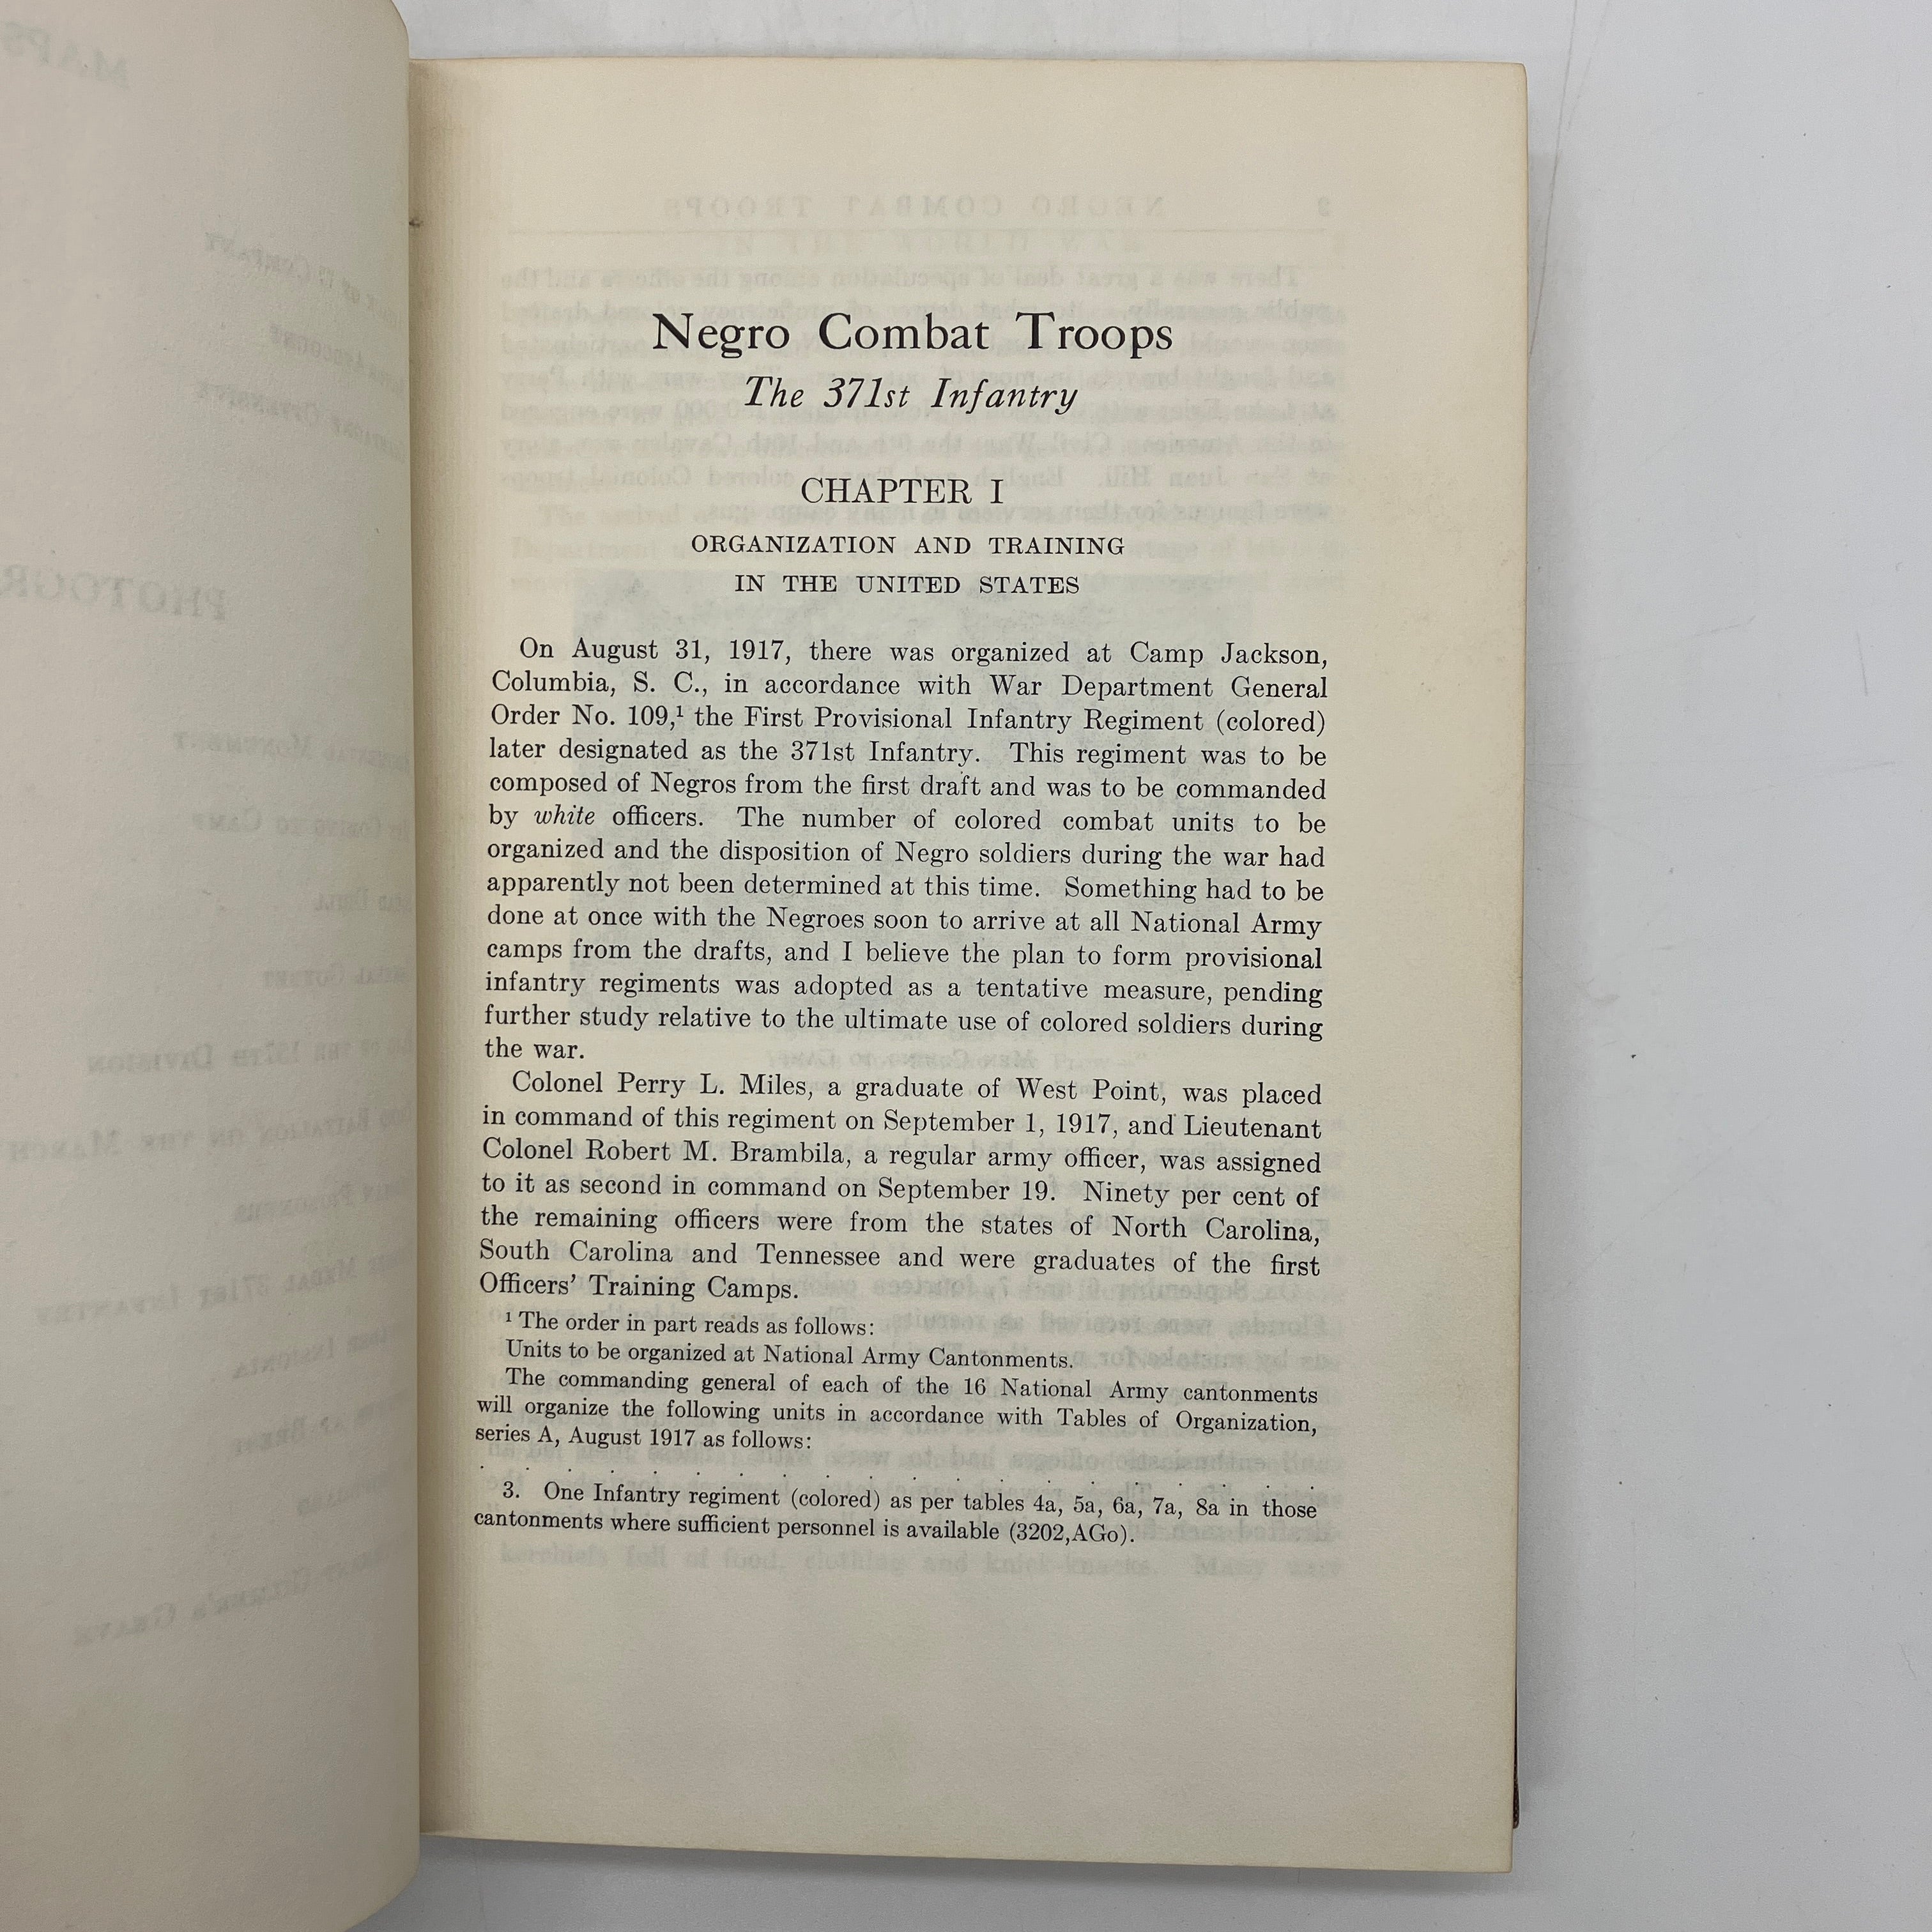 Negro Combat Troops
The 371st Infantry
CHAPTER I
ORGANIZATION AND TRAINING
IN THE UNITED STATES
On August 31, 1917, there was organized at Camp Jackson,
Columbia, S. C., in accordance with War Department General
Order No. 109,¹ the First Provisional Infantry Regiment (colored)
later designated as the 371st Infantry. This regiment was to be
composed of Negros from the first draft and was to be commanded
by white officers. The number of colored combat units to be
organized and the disposition of Negro soldiers during the war had
apparently not been determined at this time. Something had to be
done at once with the Negroes soon to arrive at all National Army
camps from the drafts, and I believe the plan to form provisional
infantry regiments was adopted as a tentative measure, pending
further study relative to the ultimate use of colored soldiers during
the war.
Colonel Perry L. Miles, a graduate of West Point, was placed
in command of this regiment on September 1, 1917, and Lieutenant
Colonel Robert M. Brambila, a regular army officer, was assigned
to it as second in command on September 19. Ninety per cent of
the remaining officers were from the states of North Carolina,
South Carolina and Tennessee and were graduates of the first
Officers' Training Camps.
¹ The order in part reads as follows:
Units to be organized at National Army Cantonments.
The commanding general of each of the 16 National Army cantonments
will organize the following units in accordance with Tables of Organization,
series A, August 1917 as follows:
. . . . . . . . . . . . . . . . . . . .
3. One Infantry regiment (colored) as per tables 4a, 5a, 6a, 7a, 8a in those
cantonments where sufficient personnel is available (3202,AGo).